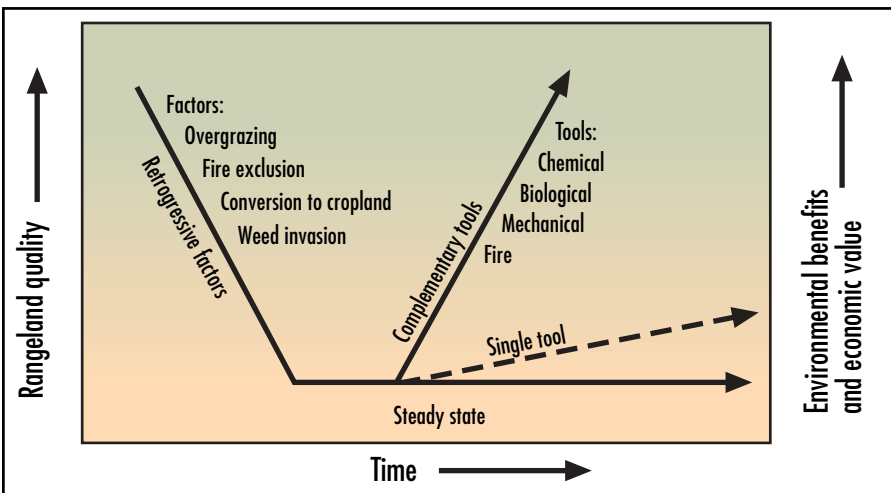 Rangeland quality
Factors:
Overgrazing
Fire exclusion
Conversion to cropland
Weed invasion
Retrogressive factors
Complementary tools
Tools:
Chemical
Biological
Mechanical
Fire
Single tool
Steady state
Time
Environmental benefits
and economic value